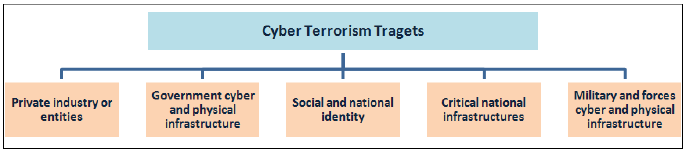 Cyber Terrorism Tragets
Private industry or
entities
Government cyber
and physical
infrastructure
Social and national
identity
Critical national
infrastructures
Military and forces
cyber and physical
infrastructure